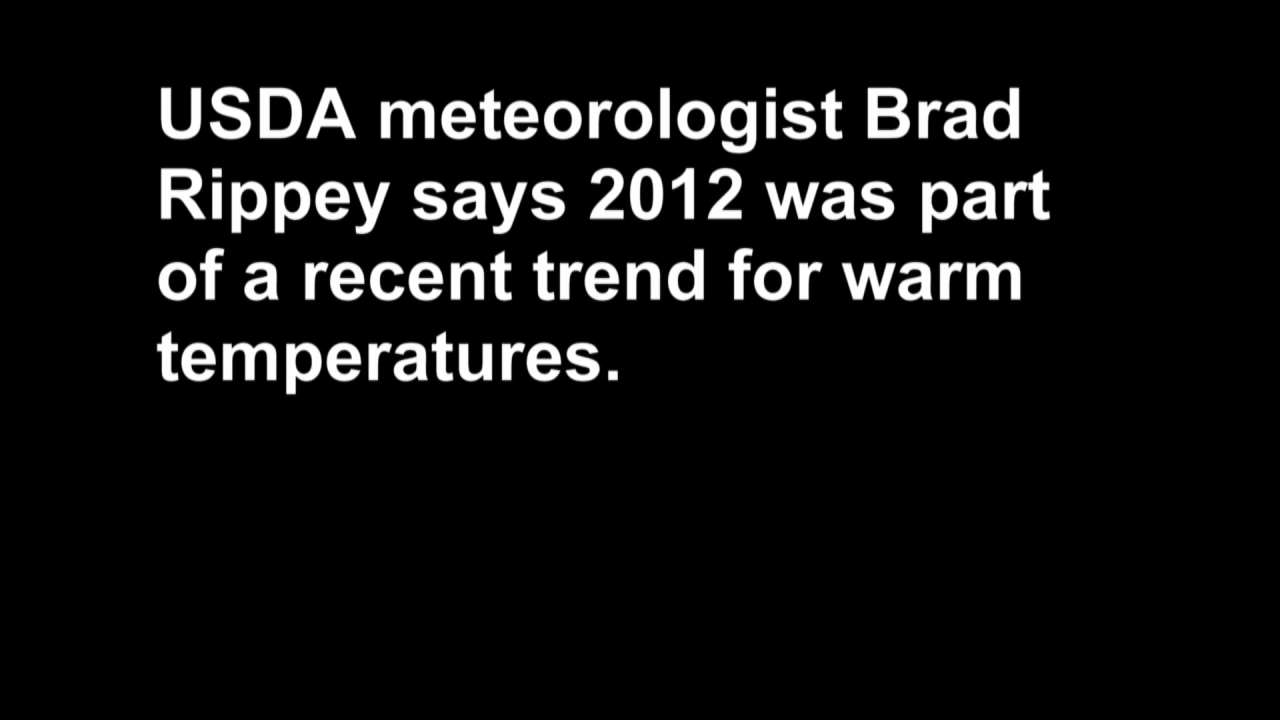 USDA meteorologist Brad
Rippey says 2012 was part
of a recent trend for warm
temperatures.